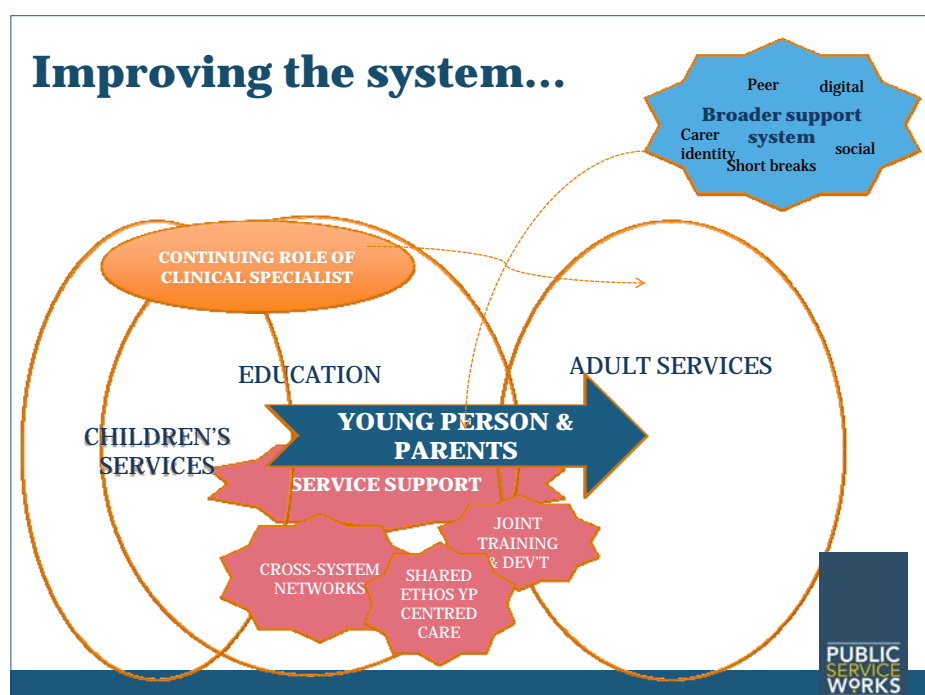 Improving the system...
Peer
digital
Broader support
system
Carer
identity
social
Short breaks
CONTINUING ROLE OF
CLINICAL SPECIALIST
EDUCATION
ADULT SERVICES
YOUNG PERSON &
PARENTS
CHILDREN'S
SERVICES
SERVICE SUPPORT
JOINT
TRAINING
& DEV'T
CROSS-SYSTEM
NETWORKS
SHARED
ETHOS YP
CENTRED
CARE
PUBLIC
SERVICE
WORKS